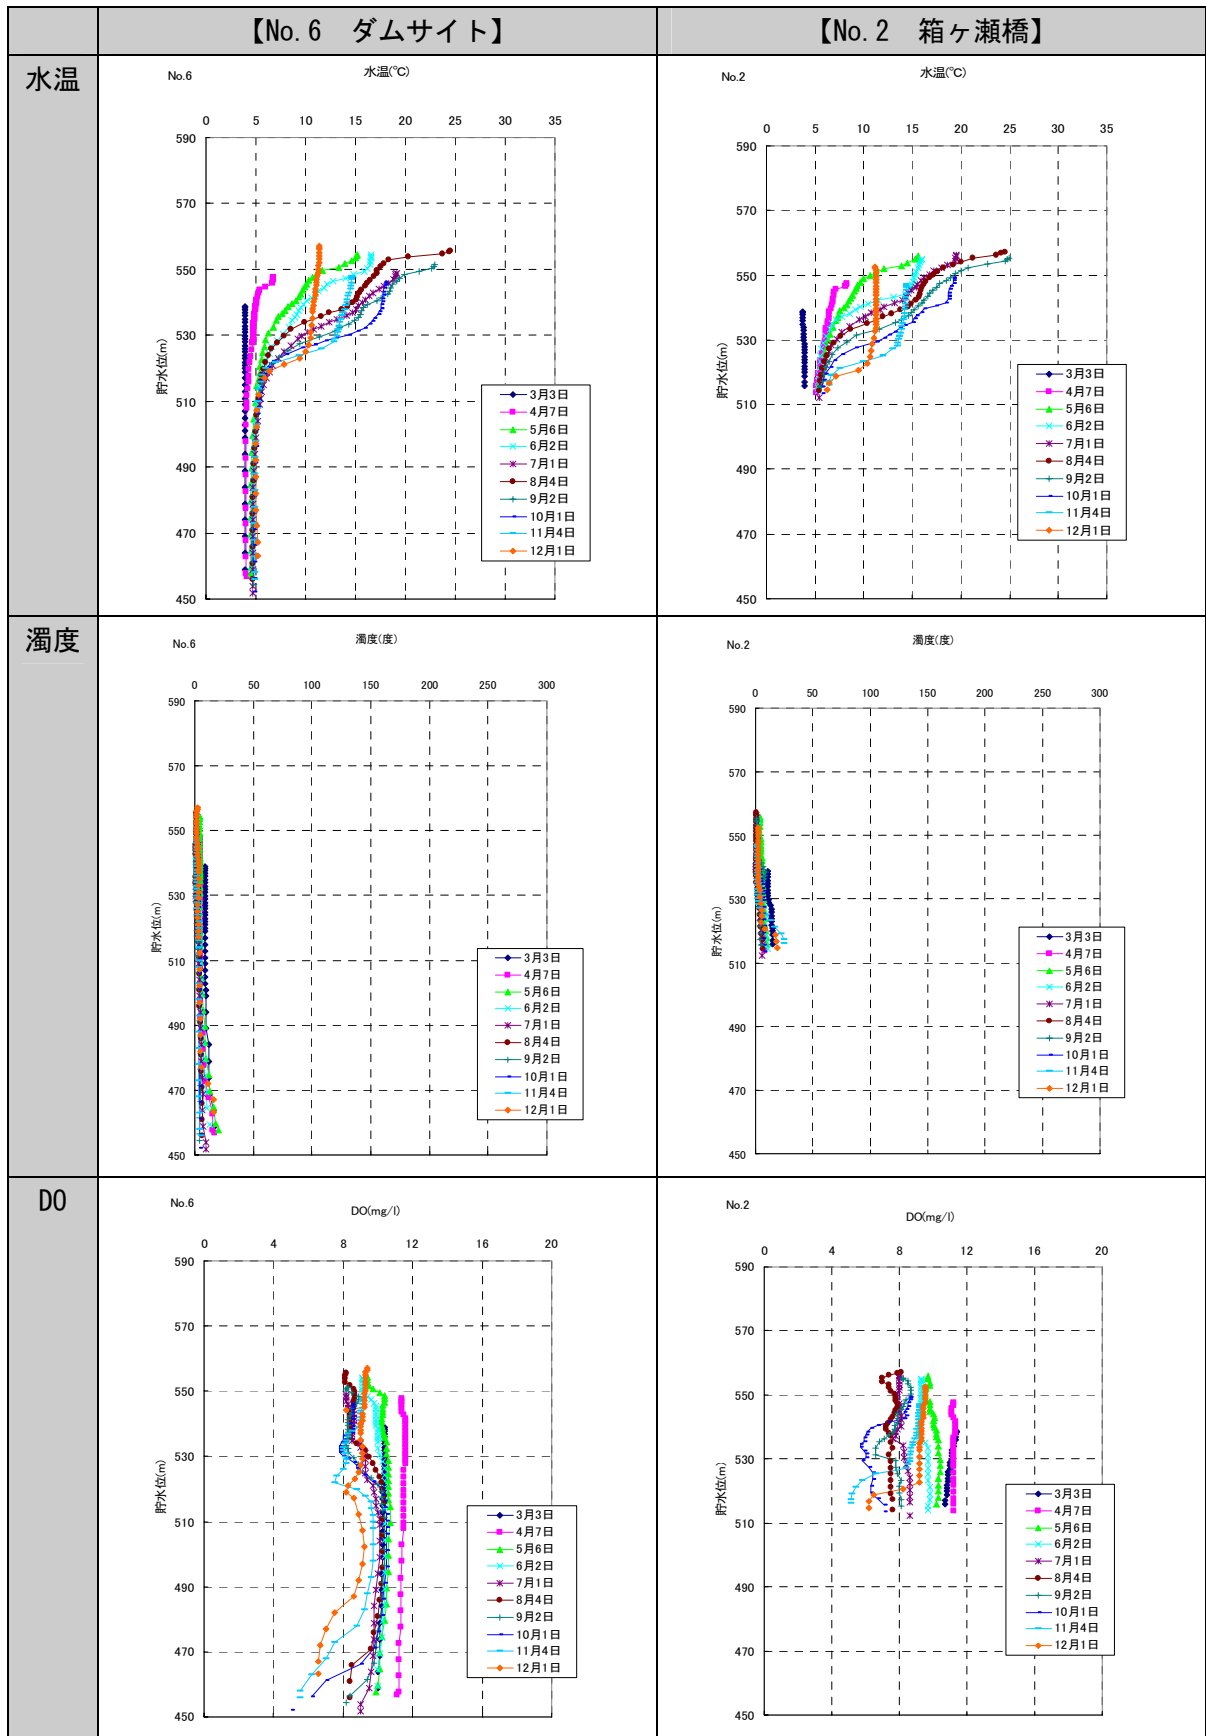 【No.6　ダムサイト】
【No.2　箱ヶ瀬橋】
水温
No.6
水温(℃)
0 5 10 15 20 25 30 35
590
570
550
530
510
490
470
450
貯水位(m)
3月3日
4月7日
5月6日
6月2日
7月1日
8月4日
9月2日
10月1日
11月4日
12月1日
No.2
水温(℃)
0 5 10 15 20 25 30 35
590
570
550
530
510
490
470
450
貯水位(m)
3月3日
4月7日
5月6日
6月2日
7月1日
8月4日
9月2日
10月1日
11月4日
12月1日
濁度
No.6
濁度(度)
0 50 100 150 200 250 300
590
570
550
530
510
490
470
450
貯水位(m)
3月3日
4月7日
5月6日
6月2日
7月1日
8月4日
9月2日
10月1日
11月4日
12月1日
No.2
濁度(度)
0 50 100 150 200 250 300
590
570
550
530
510
490
470
450
貯水位(m)
3月3日
4月7日
5月6日
6月2日
7月1日
8月4日
9月2日
10月1日
11月4日
12月1日
DO
No.6
DO(mg/l)
0 4 8 12 16 20
590
570
550
530
510
490
470
450
貯水位(m)
3月3日
4月7日
5月6日
6月2日
7月1日
8月4日
9月2日
10月1日
11月4日
12月1日
No.2
DO(mg/l)
0 4 8 12 16 20
590
570
550
530
510
490
470
450
貯水位(m)
3月3日
4月7日
5月6日
6月2日
7月1日
8月4日
9月2日
10月1日
11月4日
12月1日